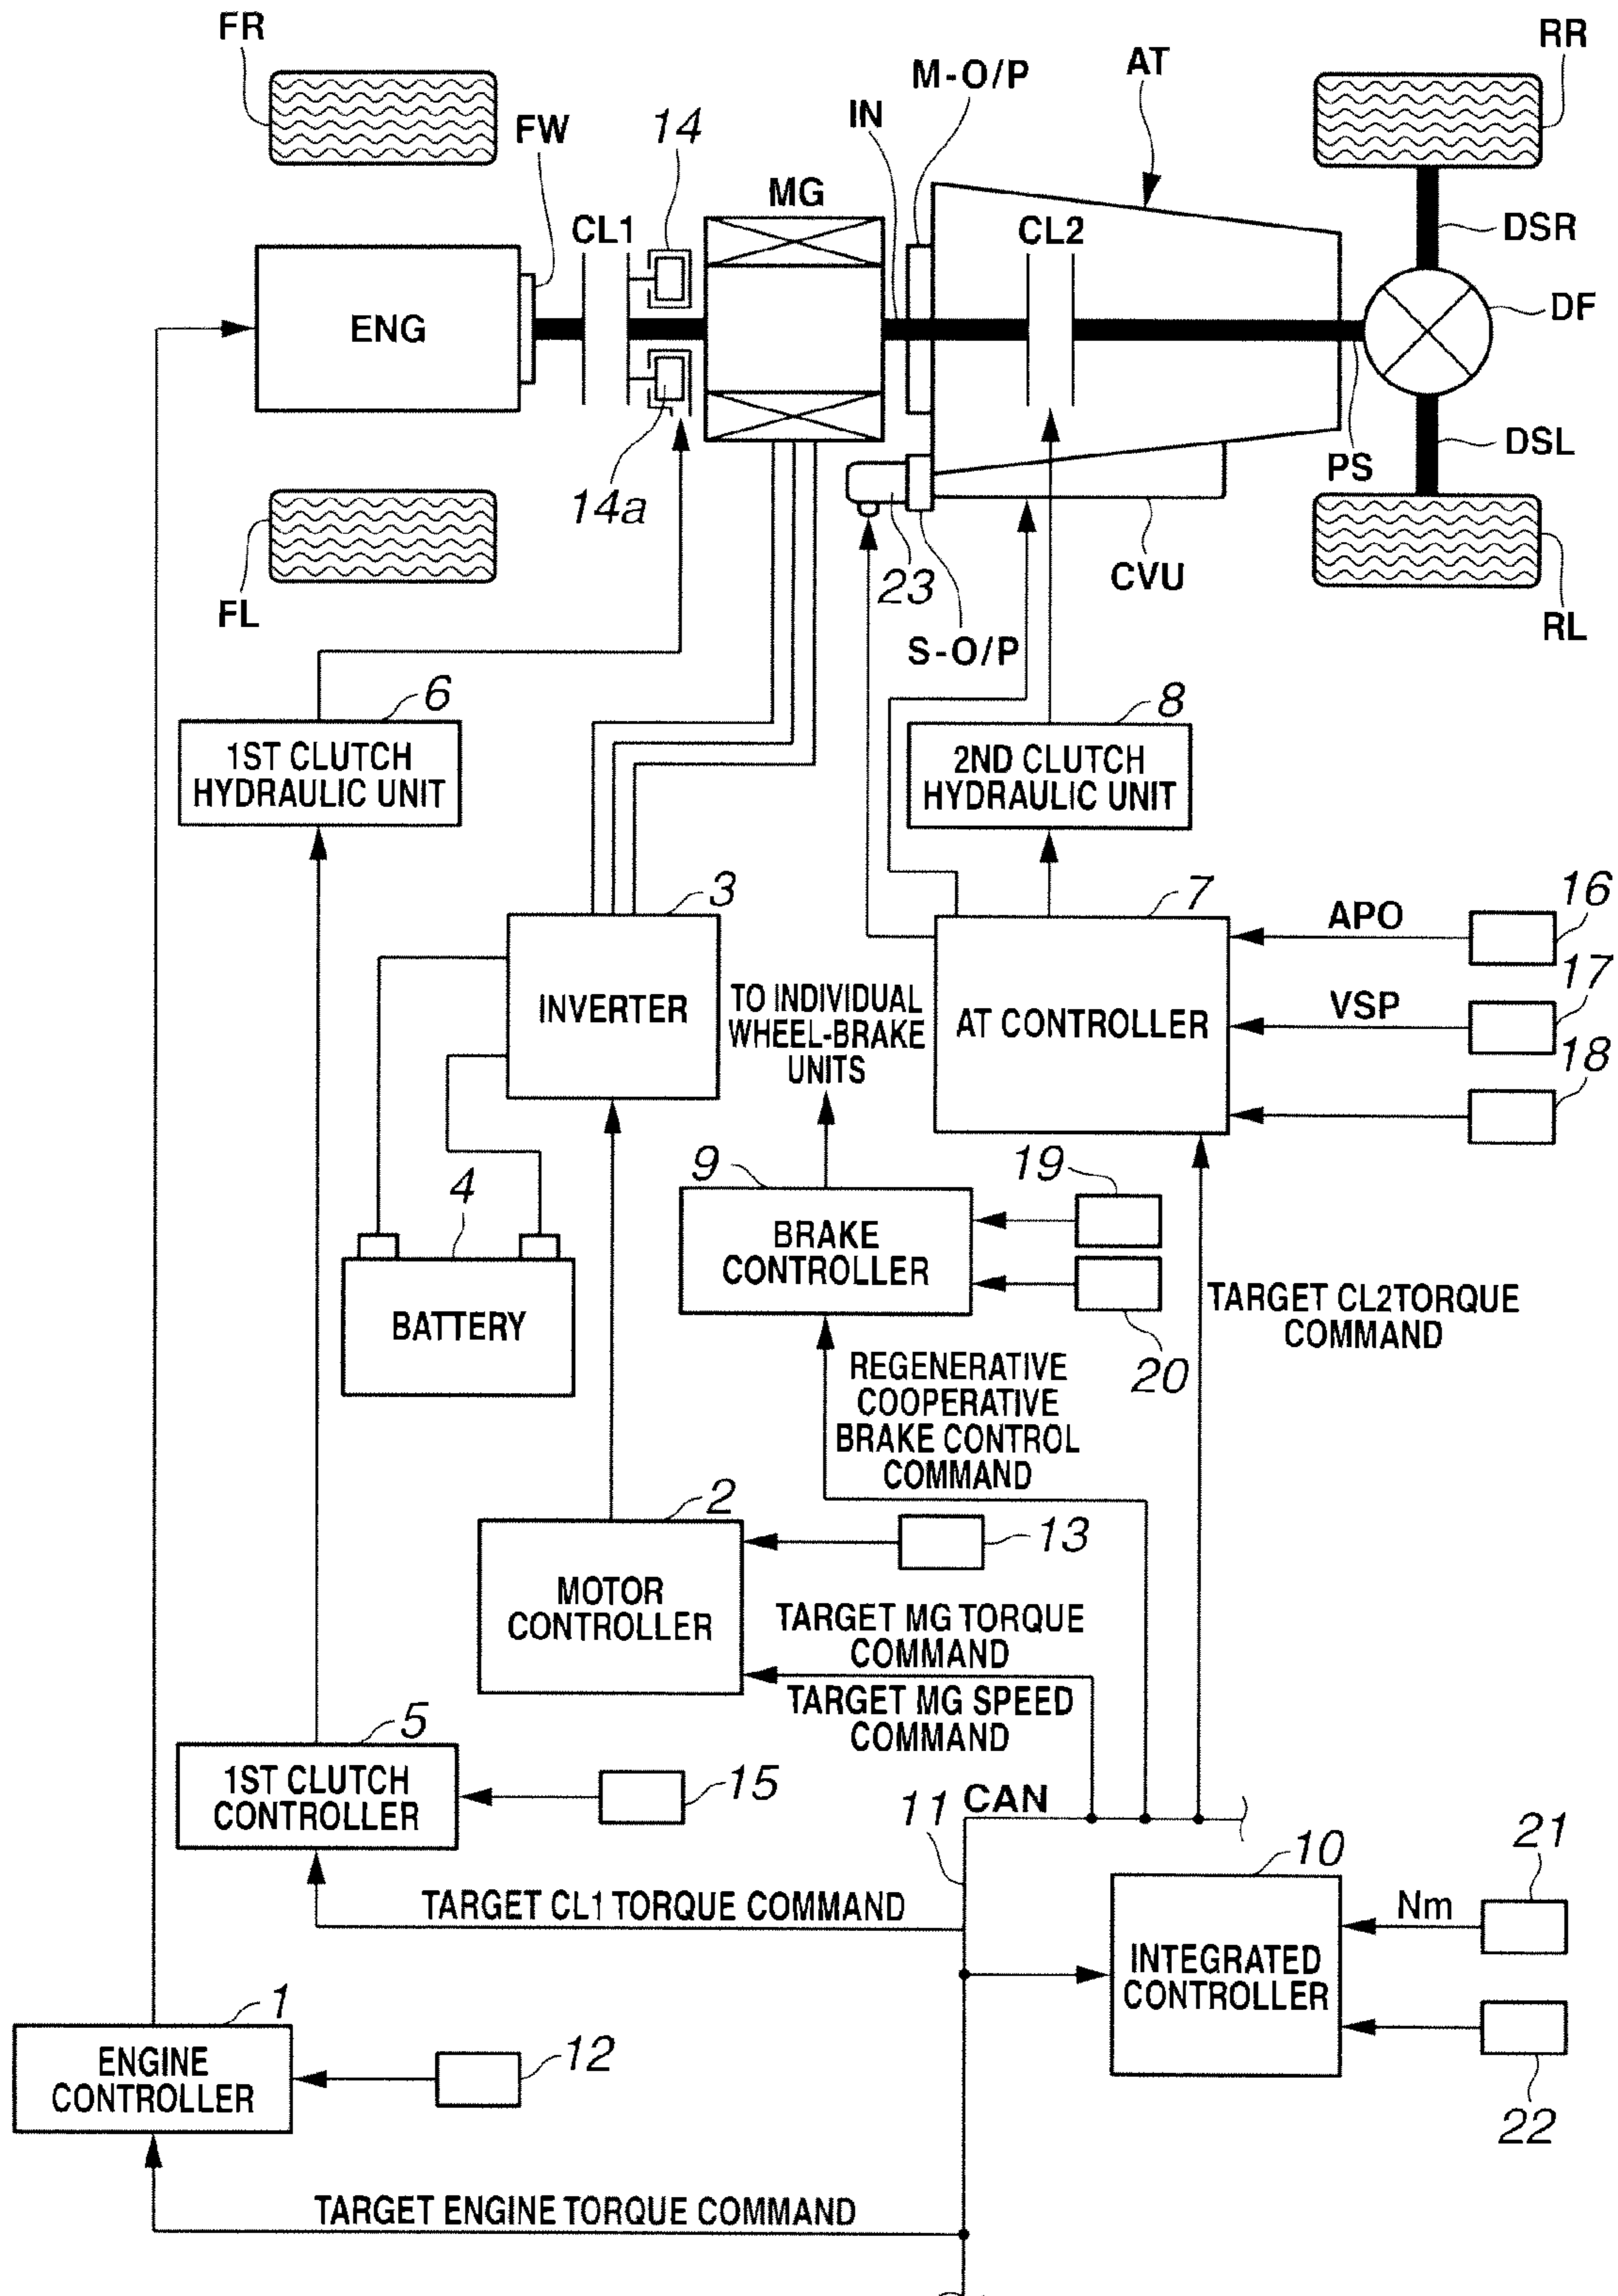 FR
RR
M-O/P
AT
IN
FW
14
MG
CL1
CL2
DSR
ENG
DF
DSL
PS
14a
23
CVU
FL
S-O/P
RL
6
8
1ST CLUTCH
HYDRAULIC UNIT
2ND CLUTCH
HYDRAULIC UNIT
3
7
16
APO
17
TO INDIVIDUAL
WHEEL-BRAKE
UNITS
INVERTER
AT CONTROLLER
VSP
18
9
19
4
BRAKE
CONTROLLER
BATTERY
TARGET CL2TORQUE
COMMAND
20
REGENERATIVE
COOPERATIVE
BRAKE CONTROL
COMMAND
2
13
MOTOR
CONTROLLER
TARGET MG TORQUE
COMMAND
TARGET MG SPEED
COMMAND
5
1ST CLUTCH
CONTROLLER
15
11
CAN
10
21
TARGET CL1 TORQUE COMMAND
Nm
INTEGRATED
CONTROLLER
1
ENGINE
CONTROLLER
12
22
TARGET ENGINE TORQUE COMMAND